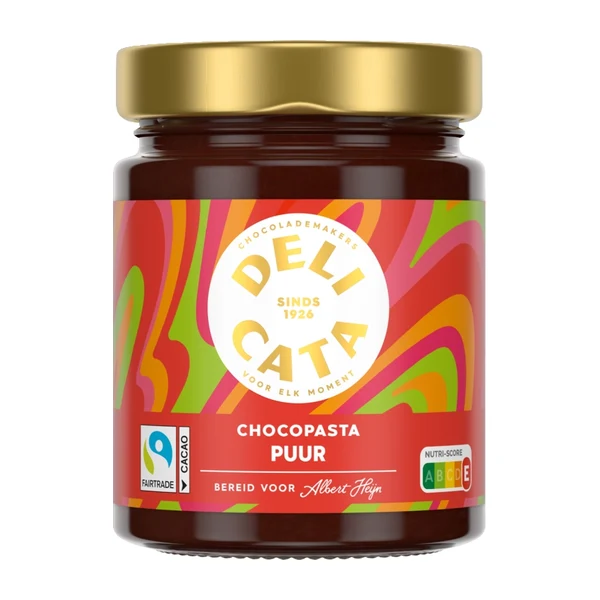 CHOCOLADEMAKERS
DELI
SINDS
1926
CATA
VOOR ELK MOMENT
CHOCOPASTA
PUUR
BEREID VOOR Albert Heijn
FAIRTRADE
CACAO
NUTRI-SCORE
A B C D E